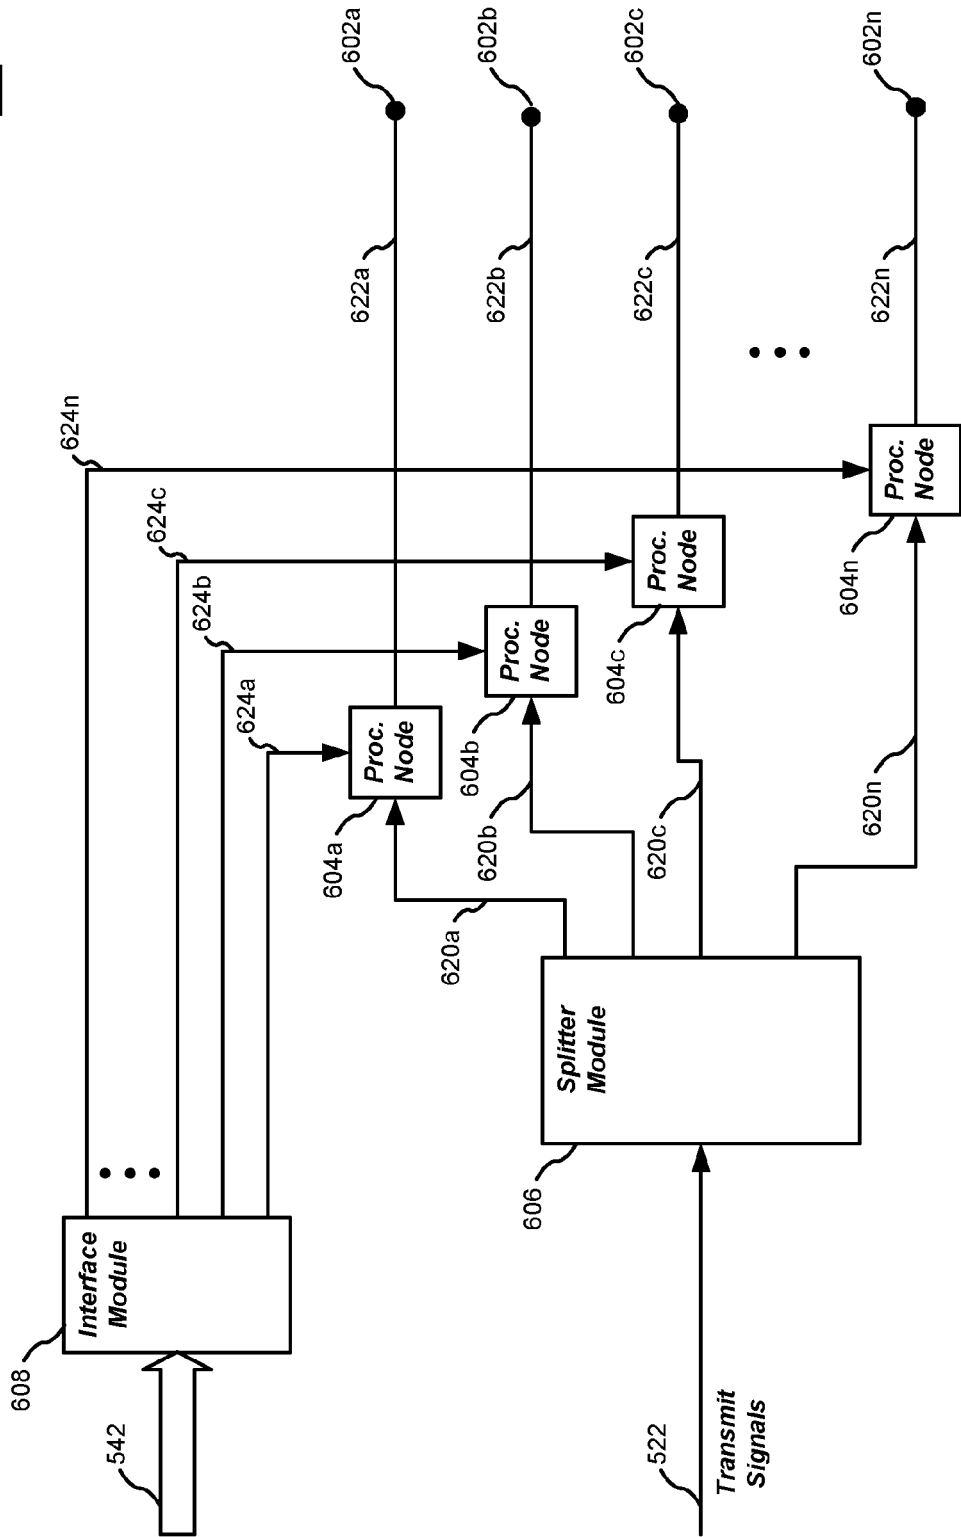 608
Interface
Module
542
624n
624c
624b
624a
602a
602b
602c
602n
622a
622b
622c
622n
Proc.
Node
604a
Proc.
Node
604b
Proc.
Node
604c
Proc.
Node
604n
620a
620b
620c
620n
Splitter
Module
606
522
Transmit
Signals